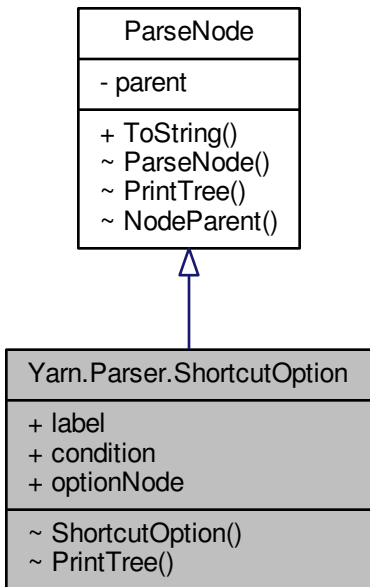 ParseNode
- parent
+ ToString()
~ ParseNode()
~ PrintTree()
~ NodeParent()
Yarn.Parser.ShortcutOption
+ label
+ condition
+ optionNode
~ ShortcutOption()
~ PrintTree()